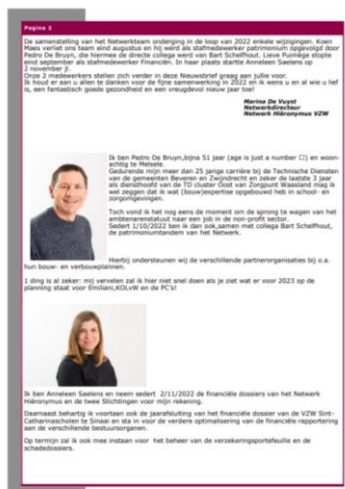 Pagina 2
De samenstelling van het Netwerkteam onderging in de loop van 2022 enkele wijzigingen. Koen
Maes verliet ons team eind augustus en hij werd als stafmedewerker patrimonium opgevolgd door
Pedro De Bruyn, die hiermee de directe collega werd van Bart Schelfhout. Lieve Puimège stopte
eind september als stafmedewerker Financiën. In haar plaats startte Anneleen Saelens op
2 november jl.
Onze 2 medewerkers stellen zich verder in deze Nieuwsbrief graag aan jullie voor.
Ik houd er aan u allen te danken voor de fijne samenwerking in 2022 en ik wens u en al wie u lief
is, een fantastisch goede gezondheid en een vreugdevol nieuw jaar toe!
Marina De Vuyst
Netwerkdirecteur
Netwerk Hiëronymus VZW
Ik ben Pedro De Bruyn,bijna 51 jaar (age is just a number □) en woon-
achtig te Melsele.
Gedurende mijn meer dan 25 jarige carrière bij de Technische Diensten
van de gemeenten Beveren en Zwijndrecht en zeker de laatste 3 jaar
als diensthoofd van de TD cluster Oost van Zorgpunt Waasland mag ik
wel zeggen dat ik wat (bouw)expertise opgebouwd heb in school- en
zorgomgevingen.
Toch vond ik het nog eens de moment om de sprong te wagen van het
ambtenarenstatuut naar een job in de non-profit sector.
Sedert 1/10/2022 ben ik dan ook,samen met collega Bart Schelfhout,
de patrimoniumtandem van het Netwerk.
Hierbij ondersteunen wij de verschillende partnerorganisaties bij o.a.
hun bouw- en verbouwplannen.
1 ding is al zeker: mij vervelen zal ik hier niet snel doen als je ziet wat er voor 2023 op de
planning staat voor Emiliani,KOLvW en de PC's!
Ik ben Anneleen Saelens en neem sedert 2/11/2022 de financiële dossiers van het Netwerk
Hiëronymus en de twee Stichtingen voor mijn rekening.
Daarnaast behartig ik voortaan ook de jaarafsluiting van het financiële dossier van de VZW Sint-
Catharinascholen te Sinaai en sta in voor de verdere optimalisering van de financiële rapportering
aan de verschillende bestuursorganen.
Op termijn zal ik ook mee instaan voor het beheer van de verzekeringsportefeuille en de
schadedossiers.